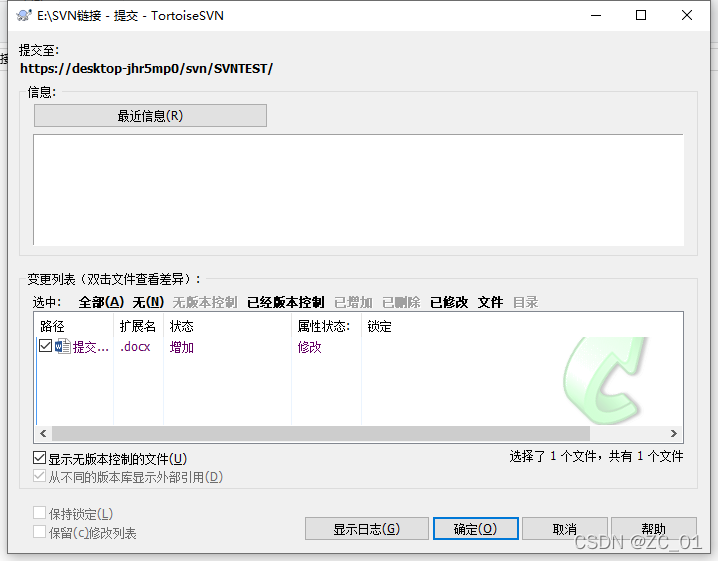 E:\SVN链接 - 提交 - TortoiseSVN
提交至:
https://desktop-jhr5mp0/svn/SVNTEST/
信息:
最近信息(R)
变更列表（双击文件查看差异）:
选中: 全部(A) 无(N) 无版本控制 已经版本控制 已增加 已删除 已修改 文件 目录
路径 扩展名 状态 属性状态: 锁定
提交... .docx 增加 修改
显示无版本控制的文件(U) 选择了 1 个文件，共有 1 个文件
从不同的版本库显示外部引用(D)
保持锁定(L)
保留(c)修改列表
显示日志(G) 确定(O) 取消 帮助
CSDN @ZC_01